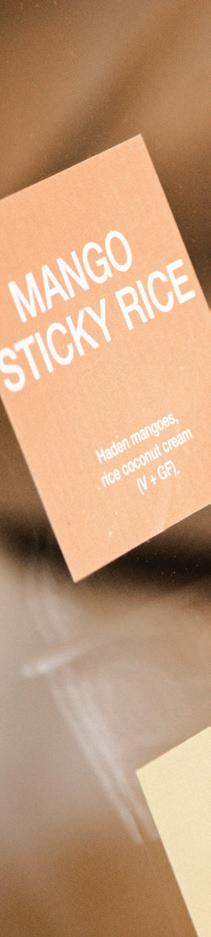 MANGO
STICKY RICE
Haden mangoes,
rice coconut cream
(V + GF)